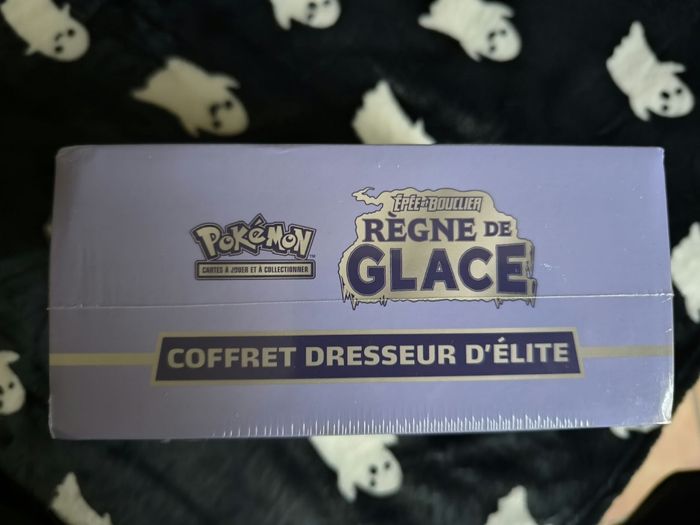 Pokémon
CARTES À JOUER ET À COLLECTIONNER
ÉPÉE ET BOUCLIER
RÈGNE DE
GLACE
COFFRET DRESSEUR D'ÉLITE